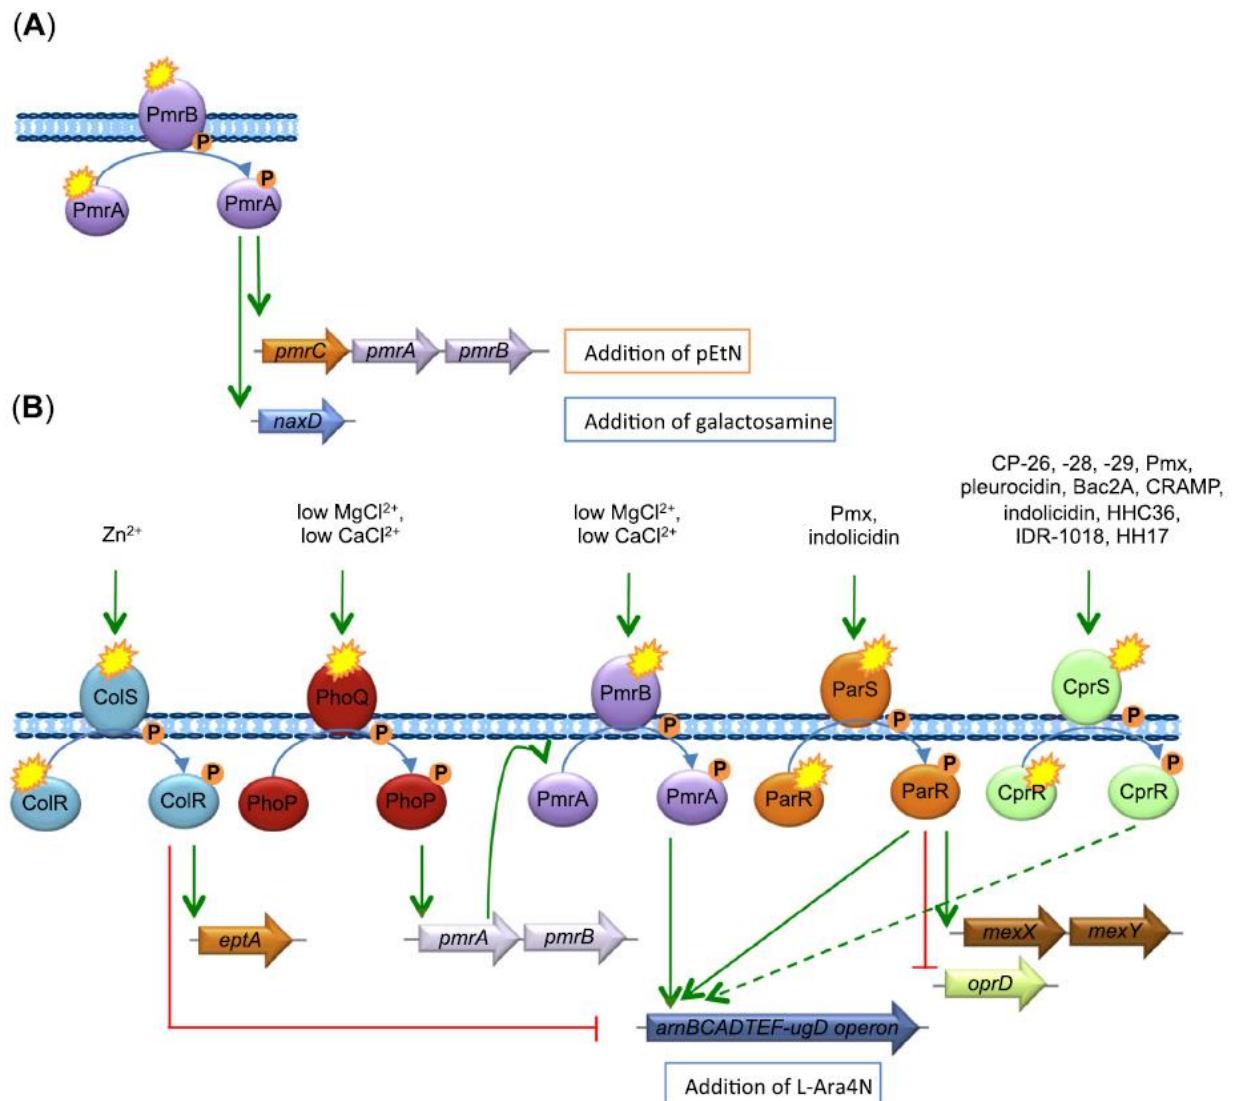 (A)
PmrB
P
P
PmrA
PmrA
pmrC pmrA pmrB
Addition of pEtN
(B)
naxD
Addition of galactosamine
Zn²⁺
low MgCl²⁺,
low CaCl²⁺
low MgCl²⁺,
low CaCl²⁺
Pmx,
indolicidin
CP-26, -28, -29, Pmx,
pleurocidin, Bac2A, CRAMP,
indolicidin, HHC36,
IDR-1018, HH17
ColS
PhoQ
PmrB
ParS
CprS
P
P
P
P
P
P
P
P
P
P
ColR
ColR
PhoP
PhoP
PmrA
PmrA
ParR
ParR
CprR
CprR
eptA
pmrA pmrB
mexX mexY
oprD
arnBCADTEF-ugD operon
Addition of L-Ara4N